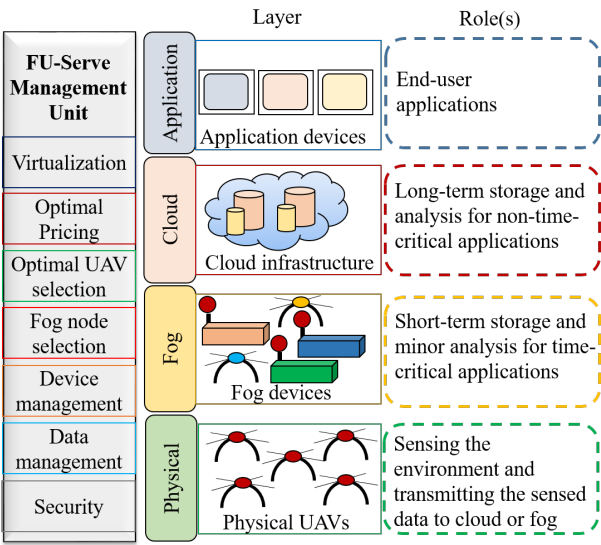 Layer
Role(s)
FU-Serve
Management
Unit
Virtualization
Optimal
Pricing
Optimal UAV
selection
Fog node
selection
Device
management
Data
management
Security
Application
Application devices
End-user
applications
Cloud
Cloud infrastructure
Long-term storage and
analysis for non-time-
critical applications
Fog
Fog devices
Short-term storage and
minor analysis for time-
critical applications
Physical
Physical UAVs
Sensing the
environment and
transmitting the sensed
data to cloud or fog